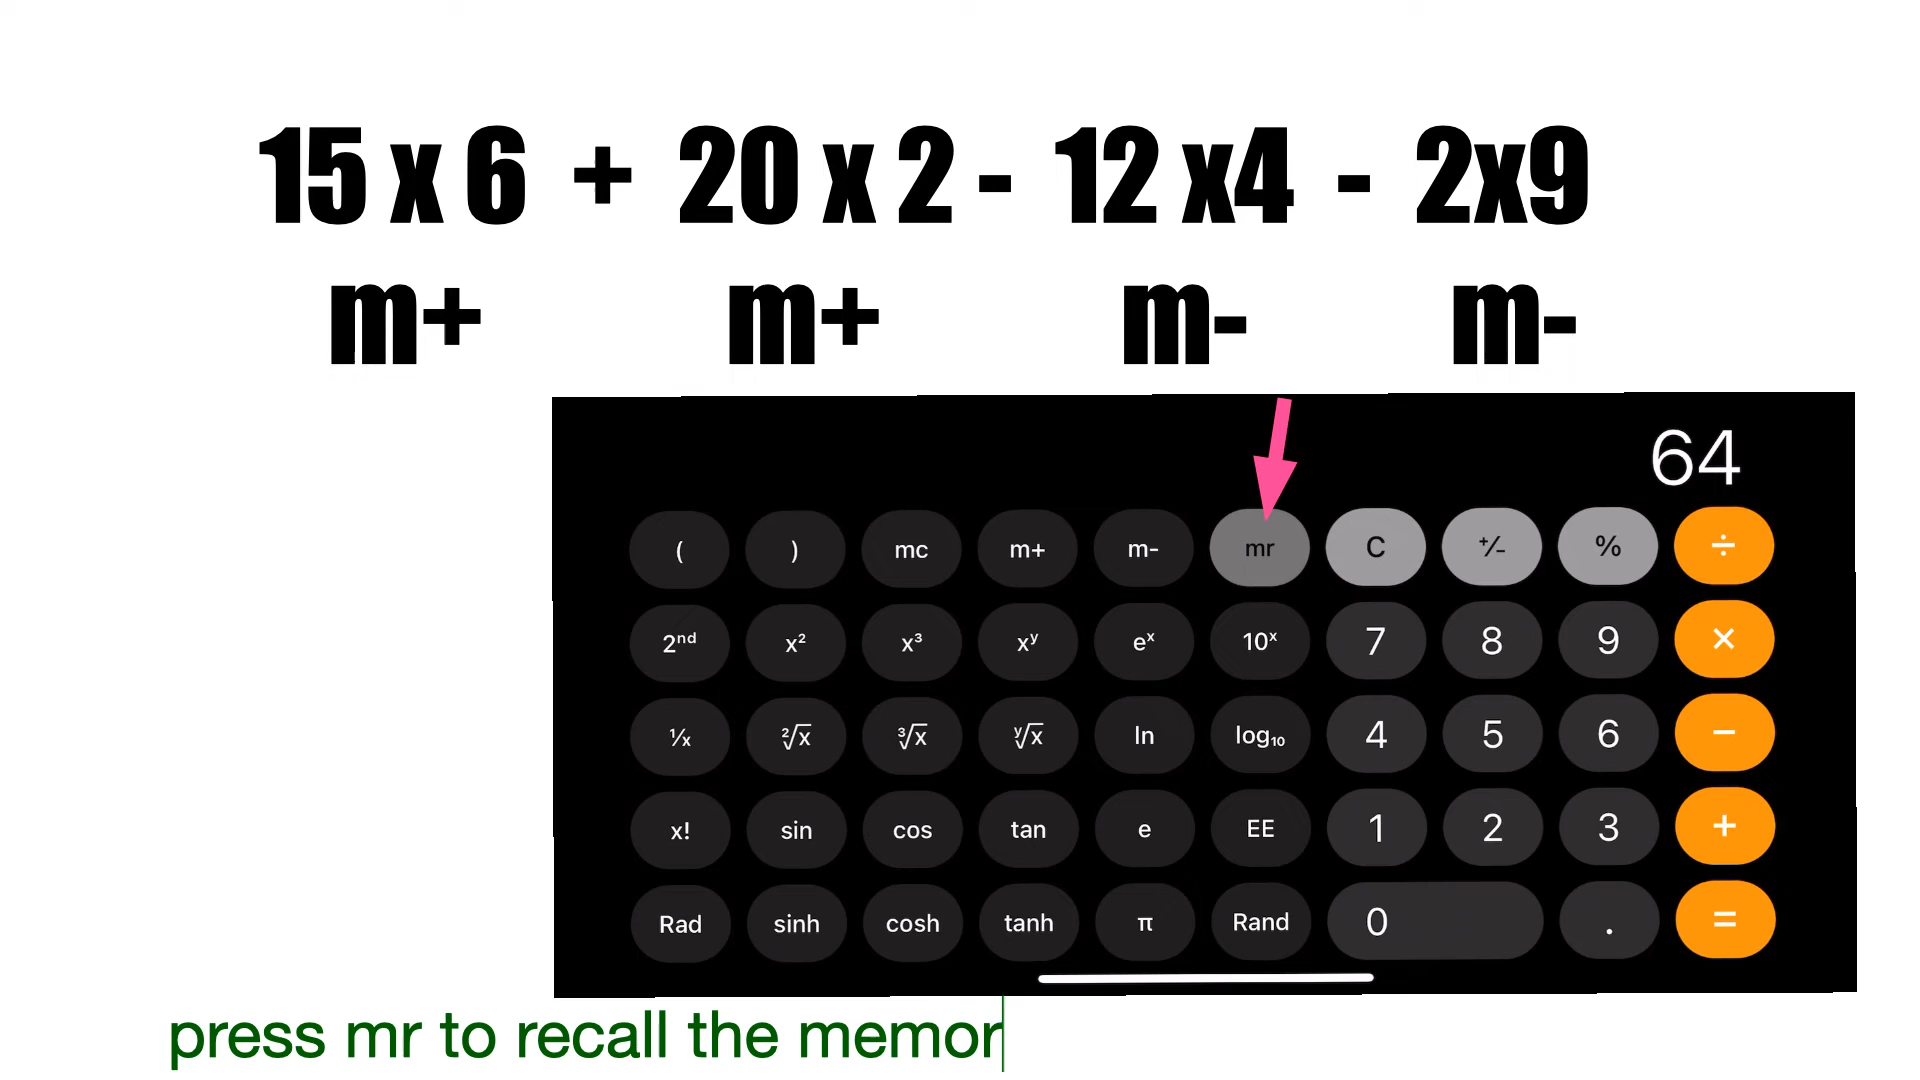 15 x 6 + 20 x 2 - 12 x4 - 2x9
m+ m+ m- m-
64
( ) mc m+ m- mr C +/- % ÷
2ⁿᵈ x² x³ xʸ eˣ 10ˣ 7 8 9 ×
1/x ²√x ³√x ʸ√x ln log₁₀ 4 5 6 −
x! sin cos tan e EE 1 2 3 +
Rad sinh cosh tanh π Rand 0 . =
press mr to recall the memor